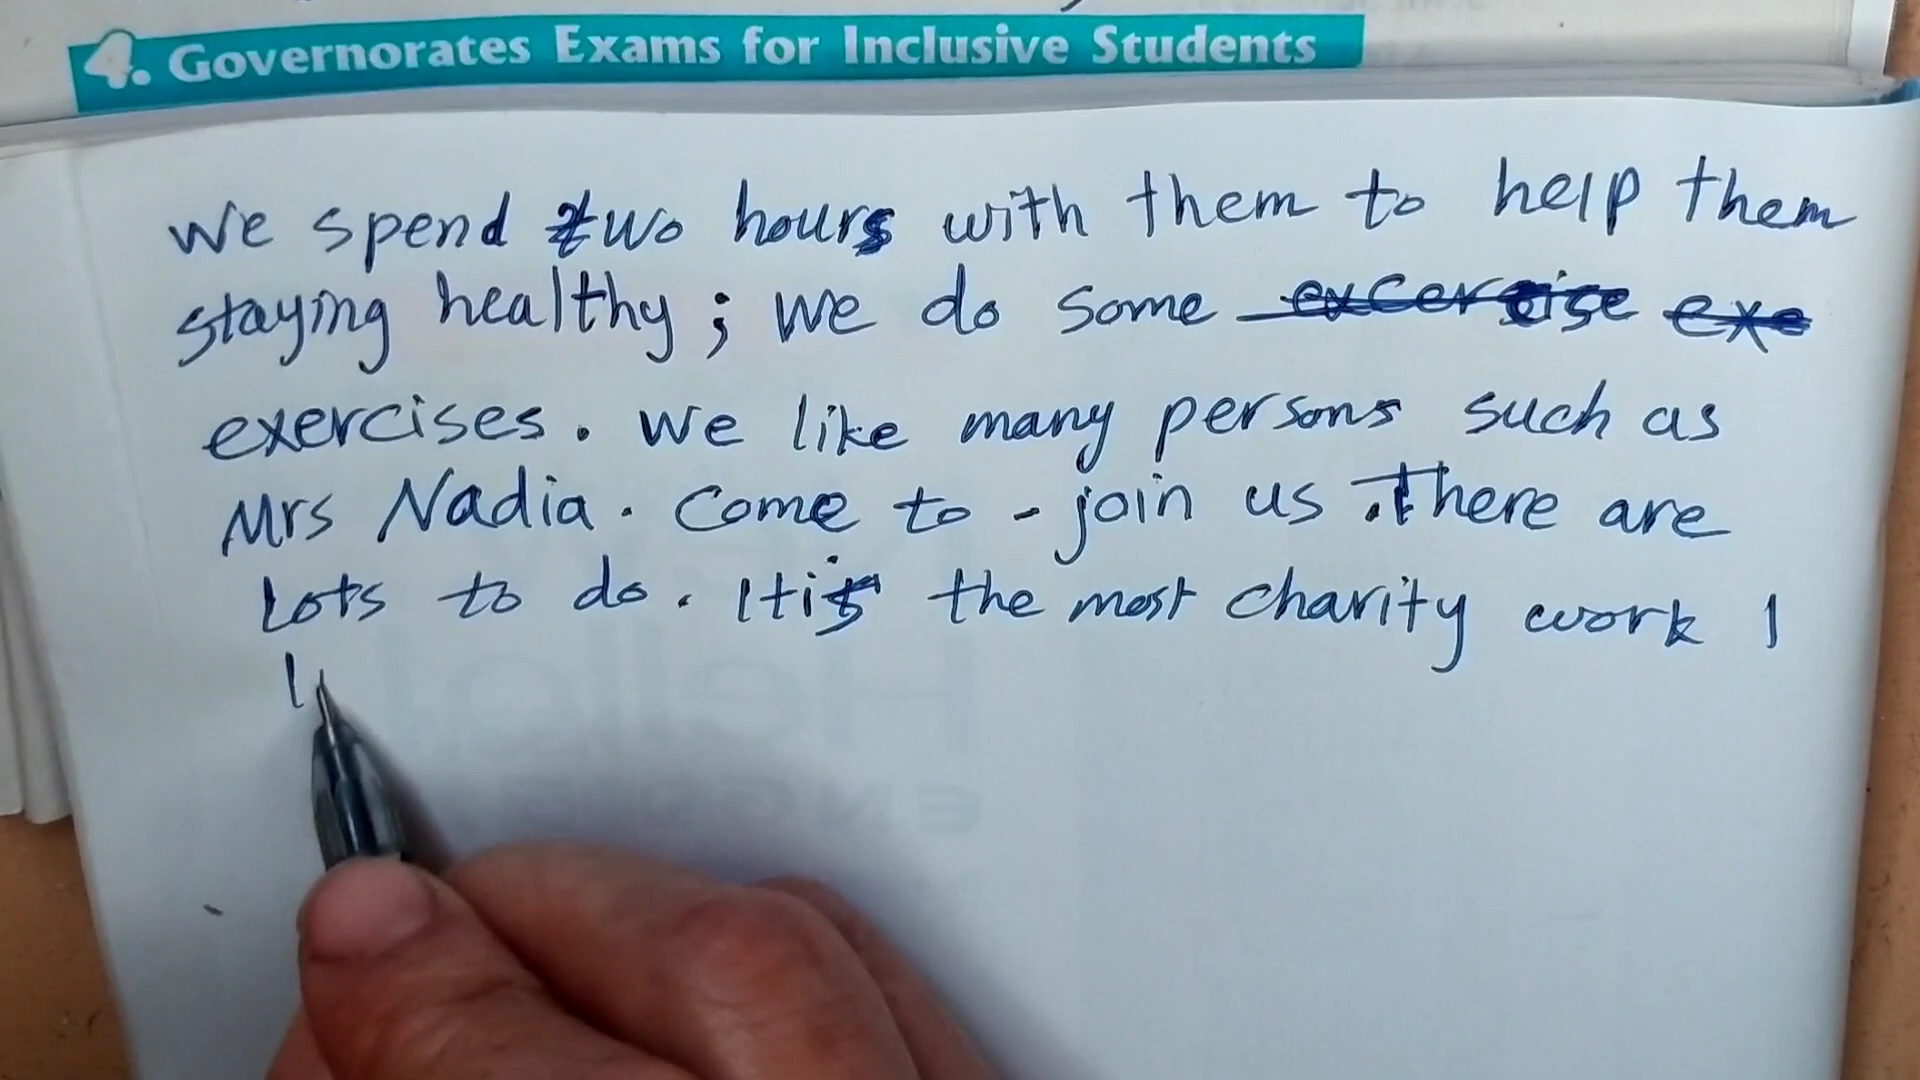 4. Governorates Exams for Inclusive Students
we spend two hours with them to help them
staying healthy; we do some excercise exe
exercises. we like many persons such as
Mrs Nadia. Come to - join us. There are
Lots to do. It is the most charity work I